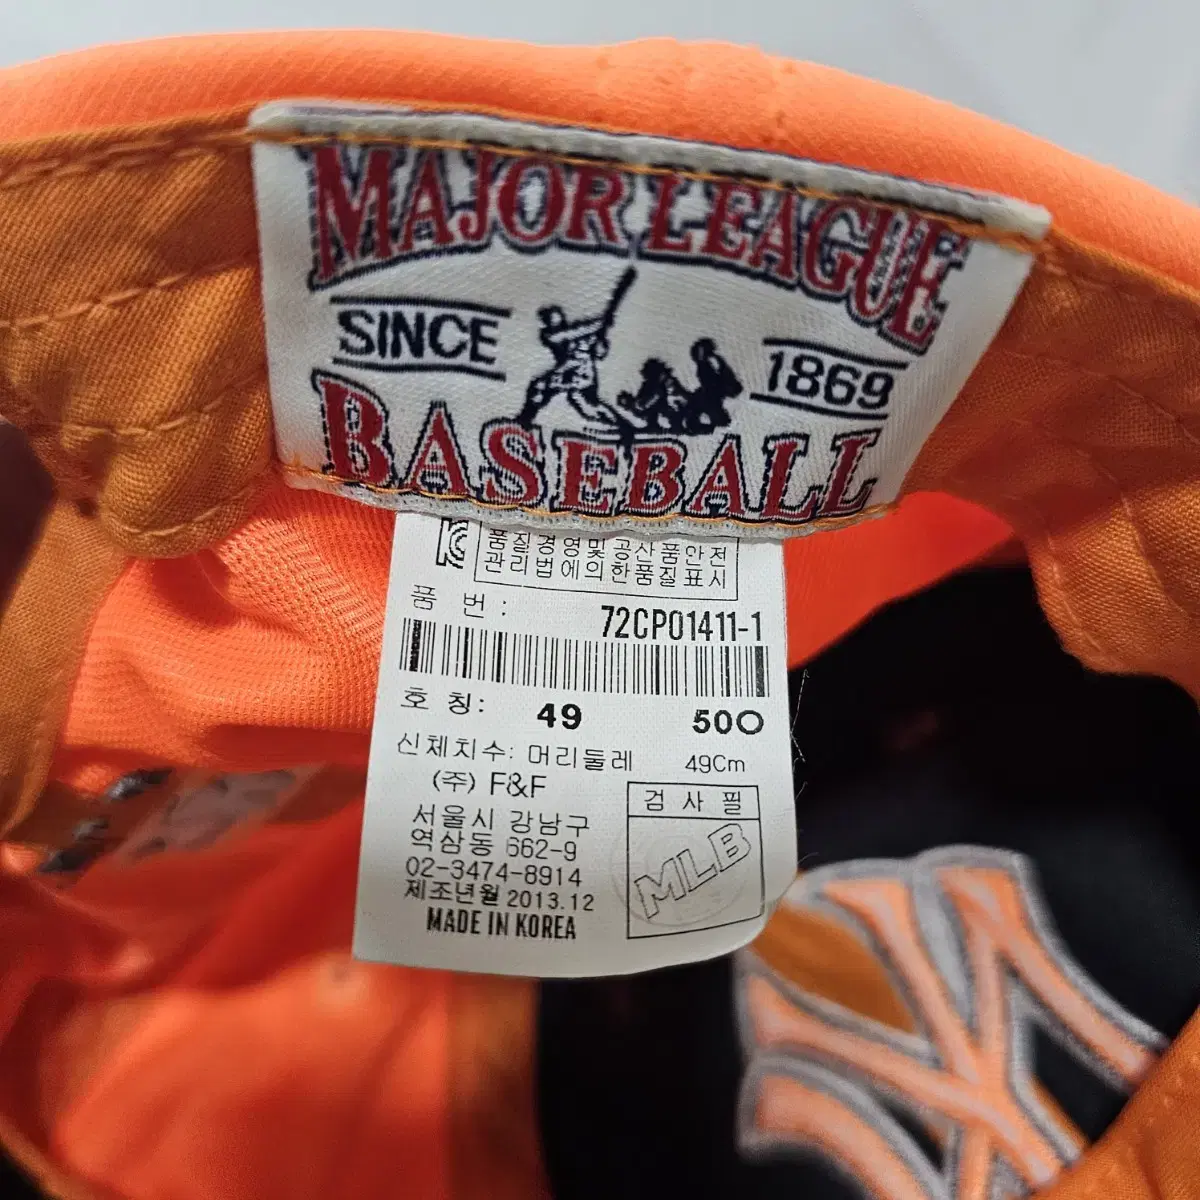 MAJOR LEAGUE
SINCE 1869
BASEBALL
품질경영및공산품안전
관리법에의한품질표시
품 번: 72CP01411-1
호 칭: 49 500
신체치수: 머리둘레 49Cm
(주) F&F
검 사 필
서울시 강남구
역삼동 662-9
MLB
02-3474-8914
제조년월 2013.12
MADE IN KOREA
NY